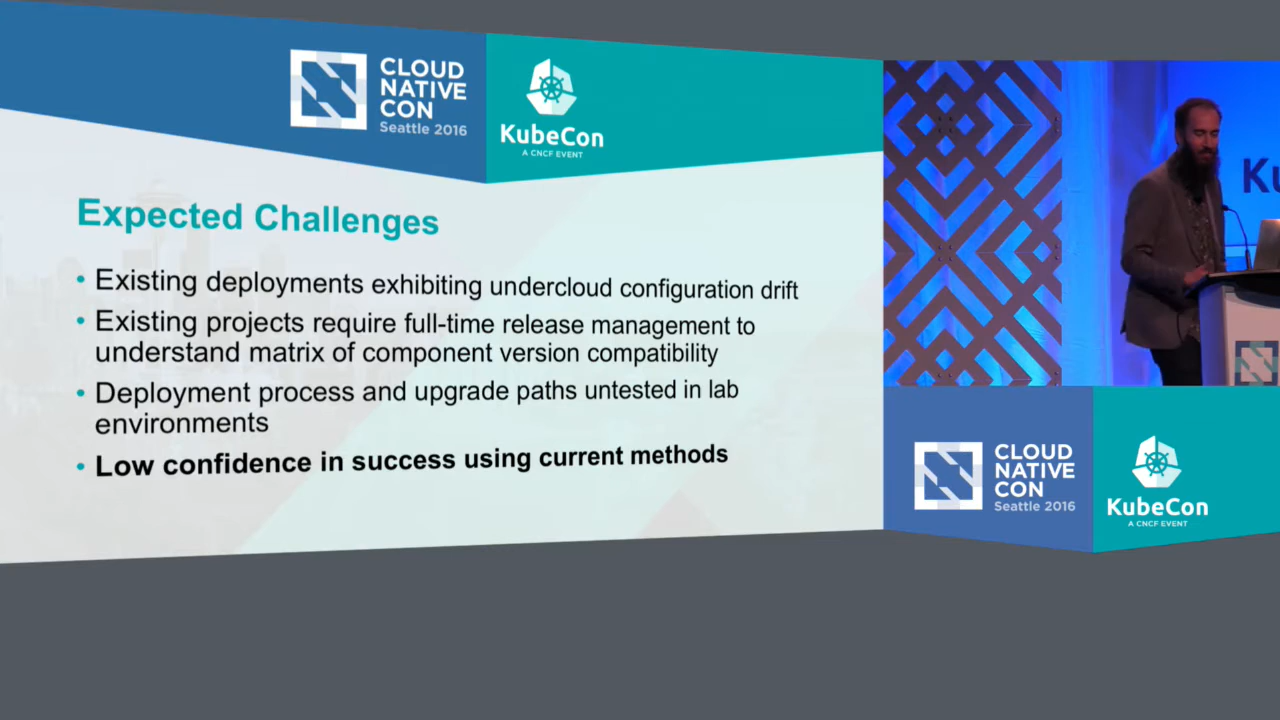 CLOUD
NATIVE
CON
Seattle 2016
KubeCon
A CNCF EVENT
Expected Challenges
• Existing deployments exhibiting undercloud configuration drift
• Existing projects require full-time release management to
understand matrix of component version compatibility
• Deployment process and upgrade paths untested in lab
environments
• Low confidence in success using current methods
CLOUD
NATIVE
CON
Seattle 2016
KubeCon
A CNCF EVENT